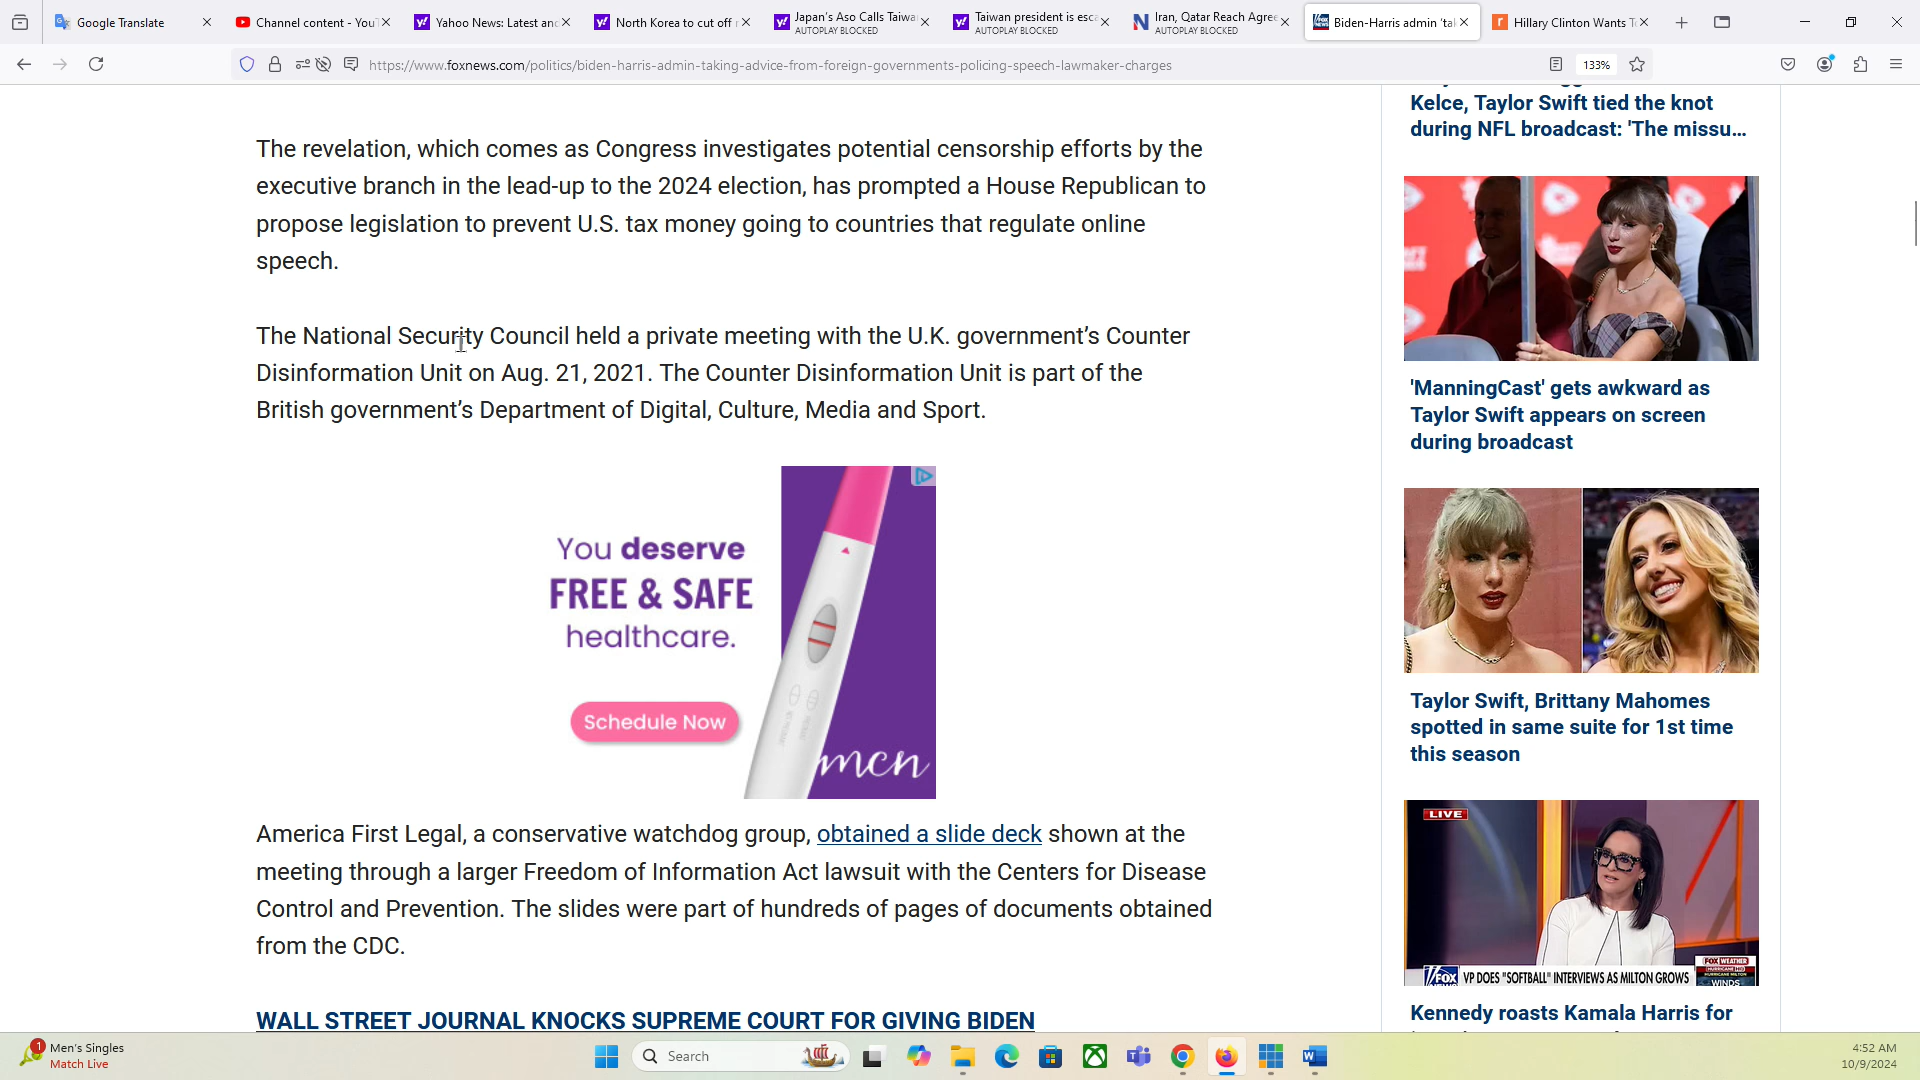 Google Translate
Channel content - YouT
Yahoo News: Latest and
North Korea to cut off r
Japan's Aso Calls Taiwa
AUTOPLAY BLOCKED
Taiwan president is esca
AUTOPLAY BLOCKED
Iran, Qatar Reach Agree
AUTOPLAY BLOCKED
Biden-Harris admin 'tal
Hillary Clinton Wants T
https://www.foxnews.com/politics/biden-harris-admin-taking-advice-from-foreign-governments-policing-speech-lawmaker-charges
133%
The revelation, which comes as Congress investigates potential censorship efforts by the
executive branch in the lead-up to the 2024 election, has prompted a House Republican to
propose legislation to prevent U.S. tax money going to countries that regulate online
speech.
The National Security Council held a private meeting with the U.K. government's Counter
Disinformation Unit on Aug. 21, 2021. The Counter Disinformation Unit is part of the
British government's Department of Digital, Culture, Media and Sport.
You deserve
FREE & SAFE
healthcare.
Schedule Now
mcn
America First Legal, a conservative watchdog group, obtained a slide deck shown at the
meeting through a larger Freedom of Information Act lawsuit with the Centers for Disease
Control and Prevention. The slides were part of hundreds of pages of documents obtained
from the CDC.
WALL STREET JOURNAL KNOCKS SUPREME COURT FOR GIVING BIDEN
Kelce, Taylor Swift tied the knot
during NFL broadcast: 'The missu...
'ManningCast' gets awkward as
Taylor Swift appears on screen
during broadcast
Taylor Swift, Brittany Mahomes
spotted in same suite for 1st time
this season
LIVE
VP DOES "SOFTBALL" INTERVIEWS AS MILTON GROWS
FOX WEATHER
WINDS
Kennedy roasts Kamala Harris for
1
Men's Singles
Match Live
Search
4:52 AM
10/9/2024